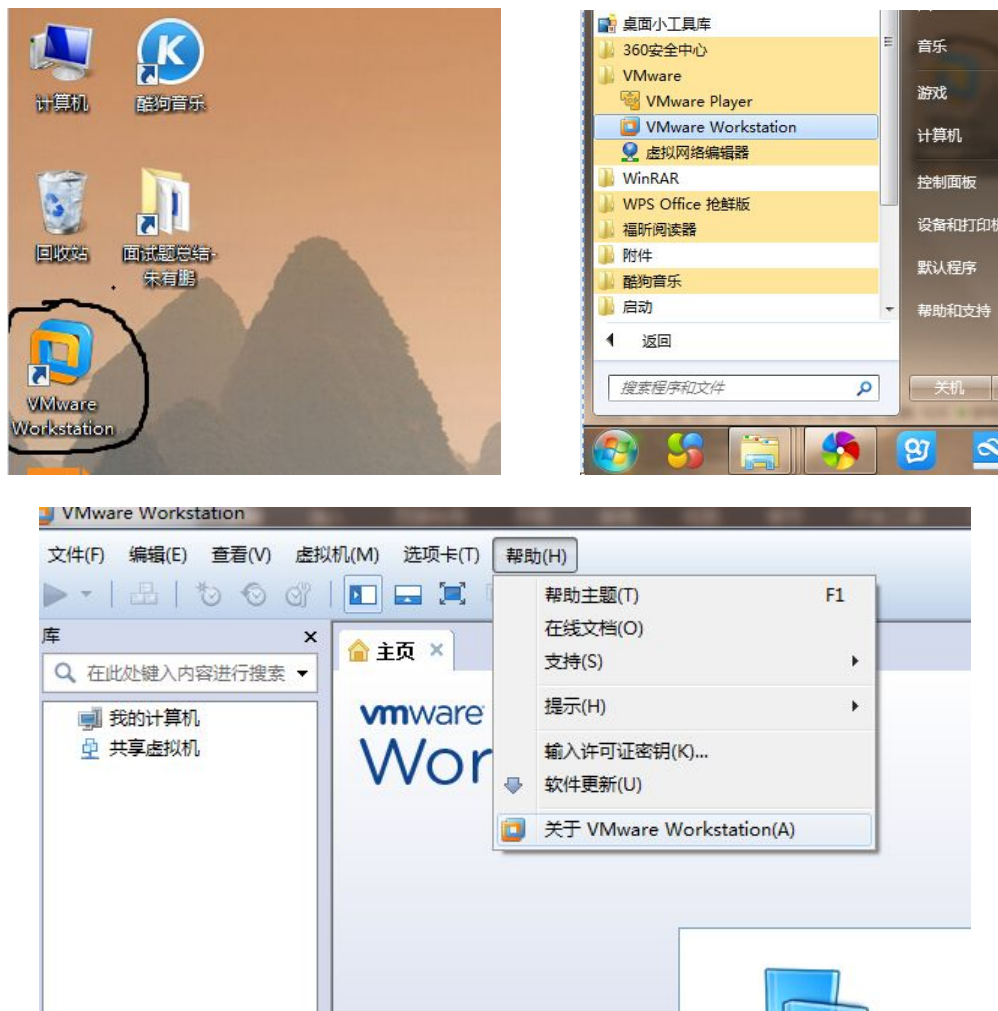 计算机
酷狗音乐
回收站
面试题总结-
朱有鹏
VMware
Workstation
桌面小工具库
360安全中心
VMware
VMware Player
VMware Workstation
虚拟网络编辑器
WinRAR
WPS Office 抢鲜版
福昕阅读器
附件
酷狗音乐
启动
返回
搜索程序和文件
音乐
游戏
计算机
控制面板
设备和打印机
默认程序
帮助和支持
关机
VMware Workstation
文件(F) 编辑(E) 查看(V) 虚拟机(M) 选项卡(T) 帮助(H)
库
在此处键入内容进行搜索
我的计算机
共享虚拟机
主页
vmware
Wor
帮助主题(T) F1
在线文档(O)
支持(S)
提示(H)
输入许可证密钥(K)...
软件更新(U)
关于 VMware Workstation(A)